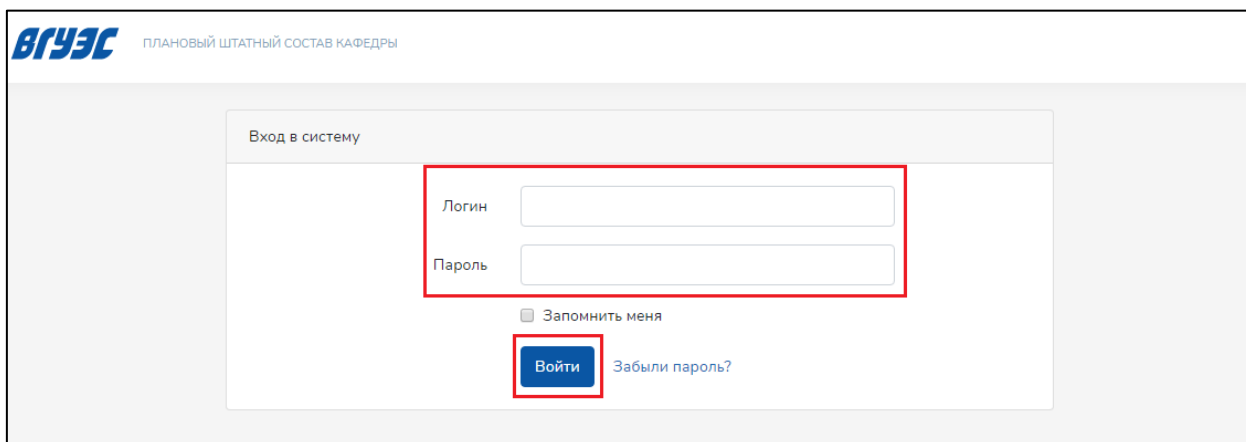 ВГУЭС ПЛАНОВЫЙ ШТАТНЫЙ СОСТАВ КАФЕДРЫ
Вход в систему
Логин
Пароль
Запомнить меня
Войти Забыли пароль?